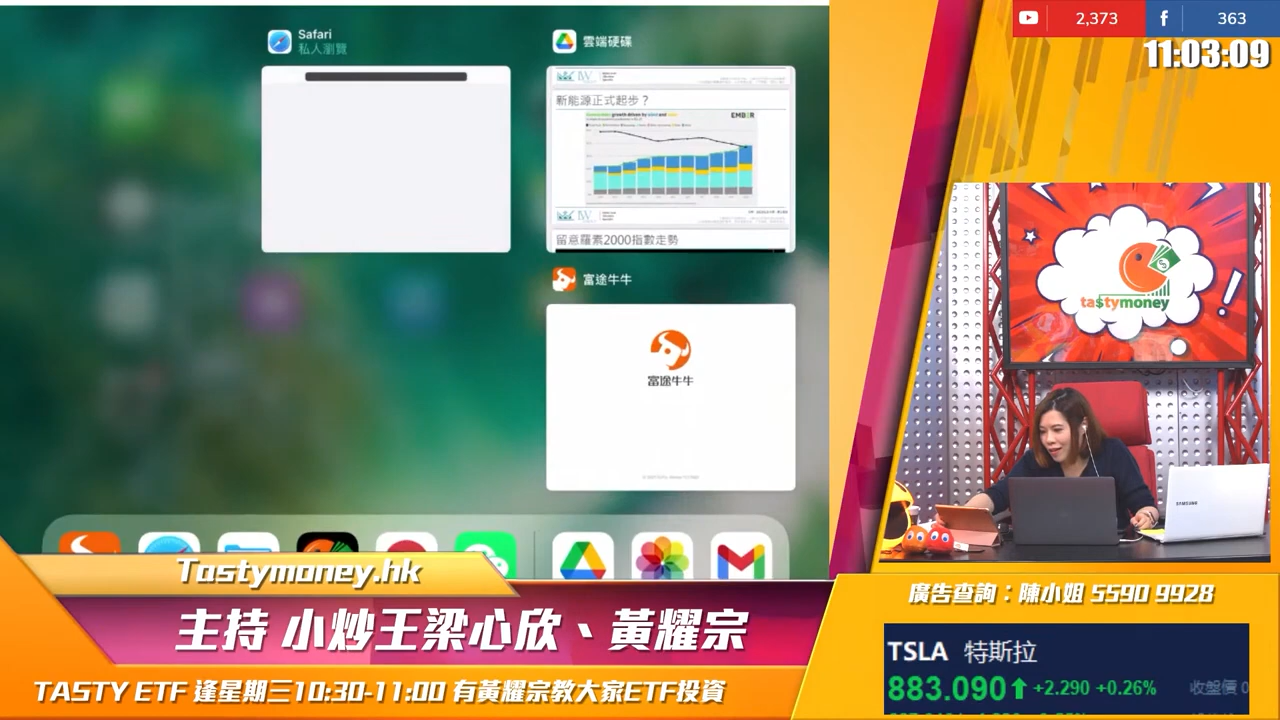 Safari
私人瀏覽
雲端硬碟
新能源正式起步？
EMBER
留意羅素2000指數走勢
富途牛牛
富途牛牛
2,373
363
11:03:09
tastymoney
SAMSUNG
Tastymoney.hk
主持 小炒王梁心欣、黃耀宗
TASTY ETF 逢星期三10:30-11:00 有黃耀宗教大家ETF投資
廣告查詢：陳小姐 5590 9928
TSLA 特斯拉
883.090 +2.290 +0.26%
收盤價 0